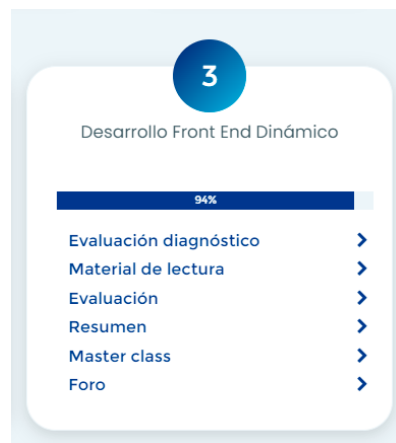 3
Desarrollo Front End Dinámico
94%
Evaluación diagnóstico
Material de lectura
Evaluación
Resumen
Master class
Foro